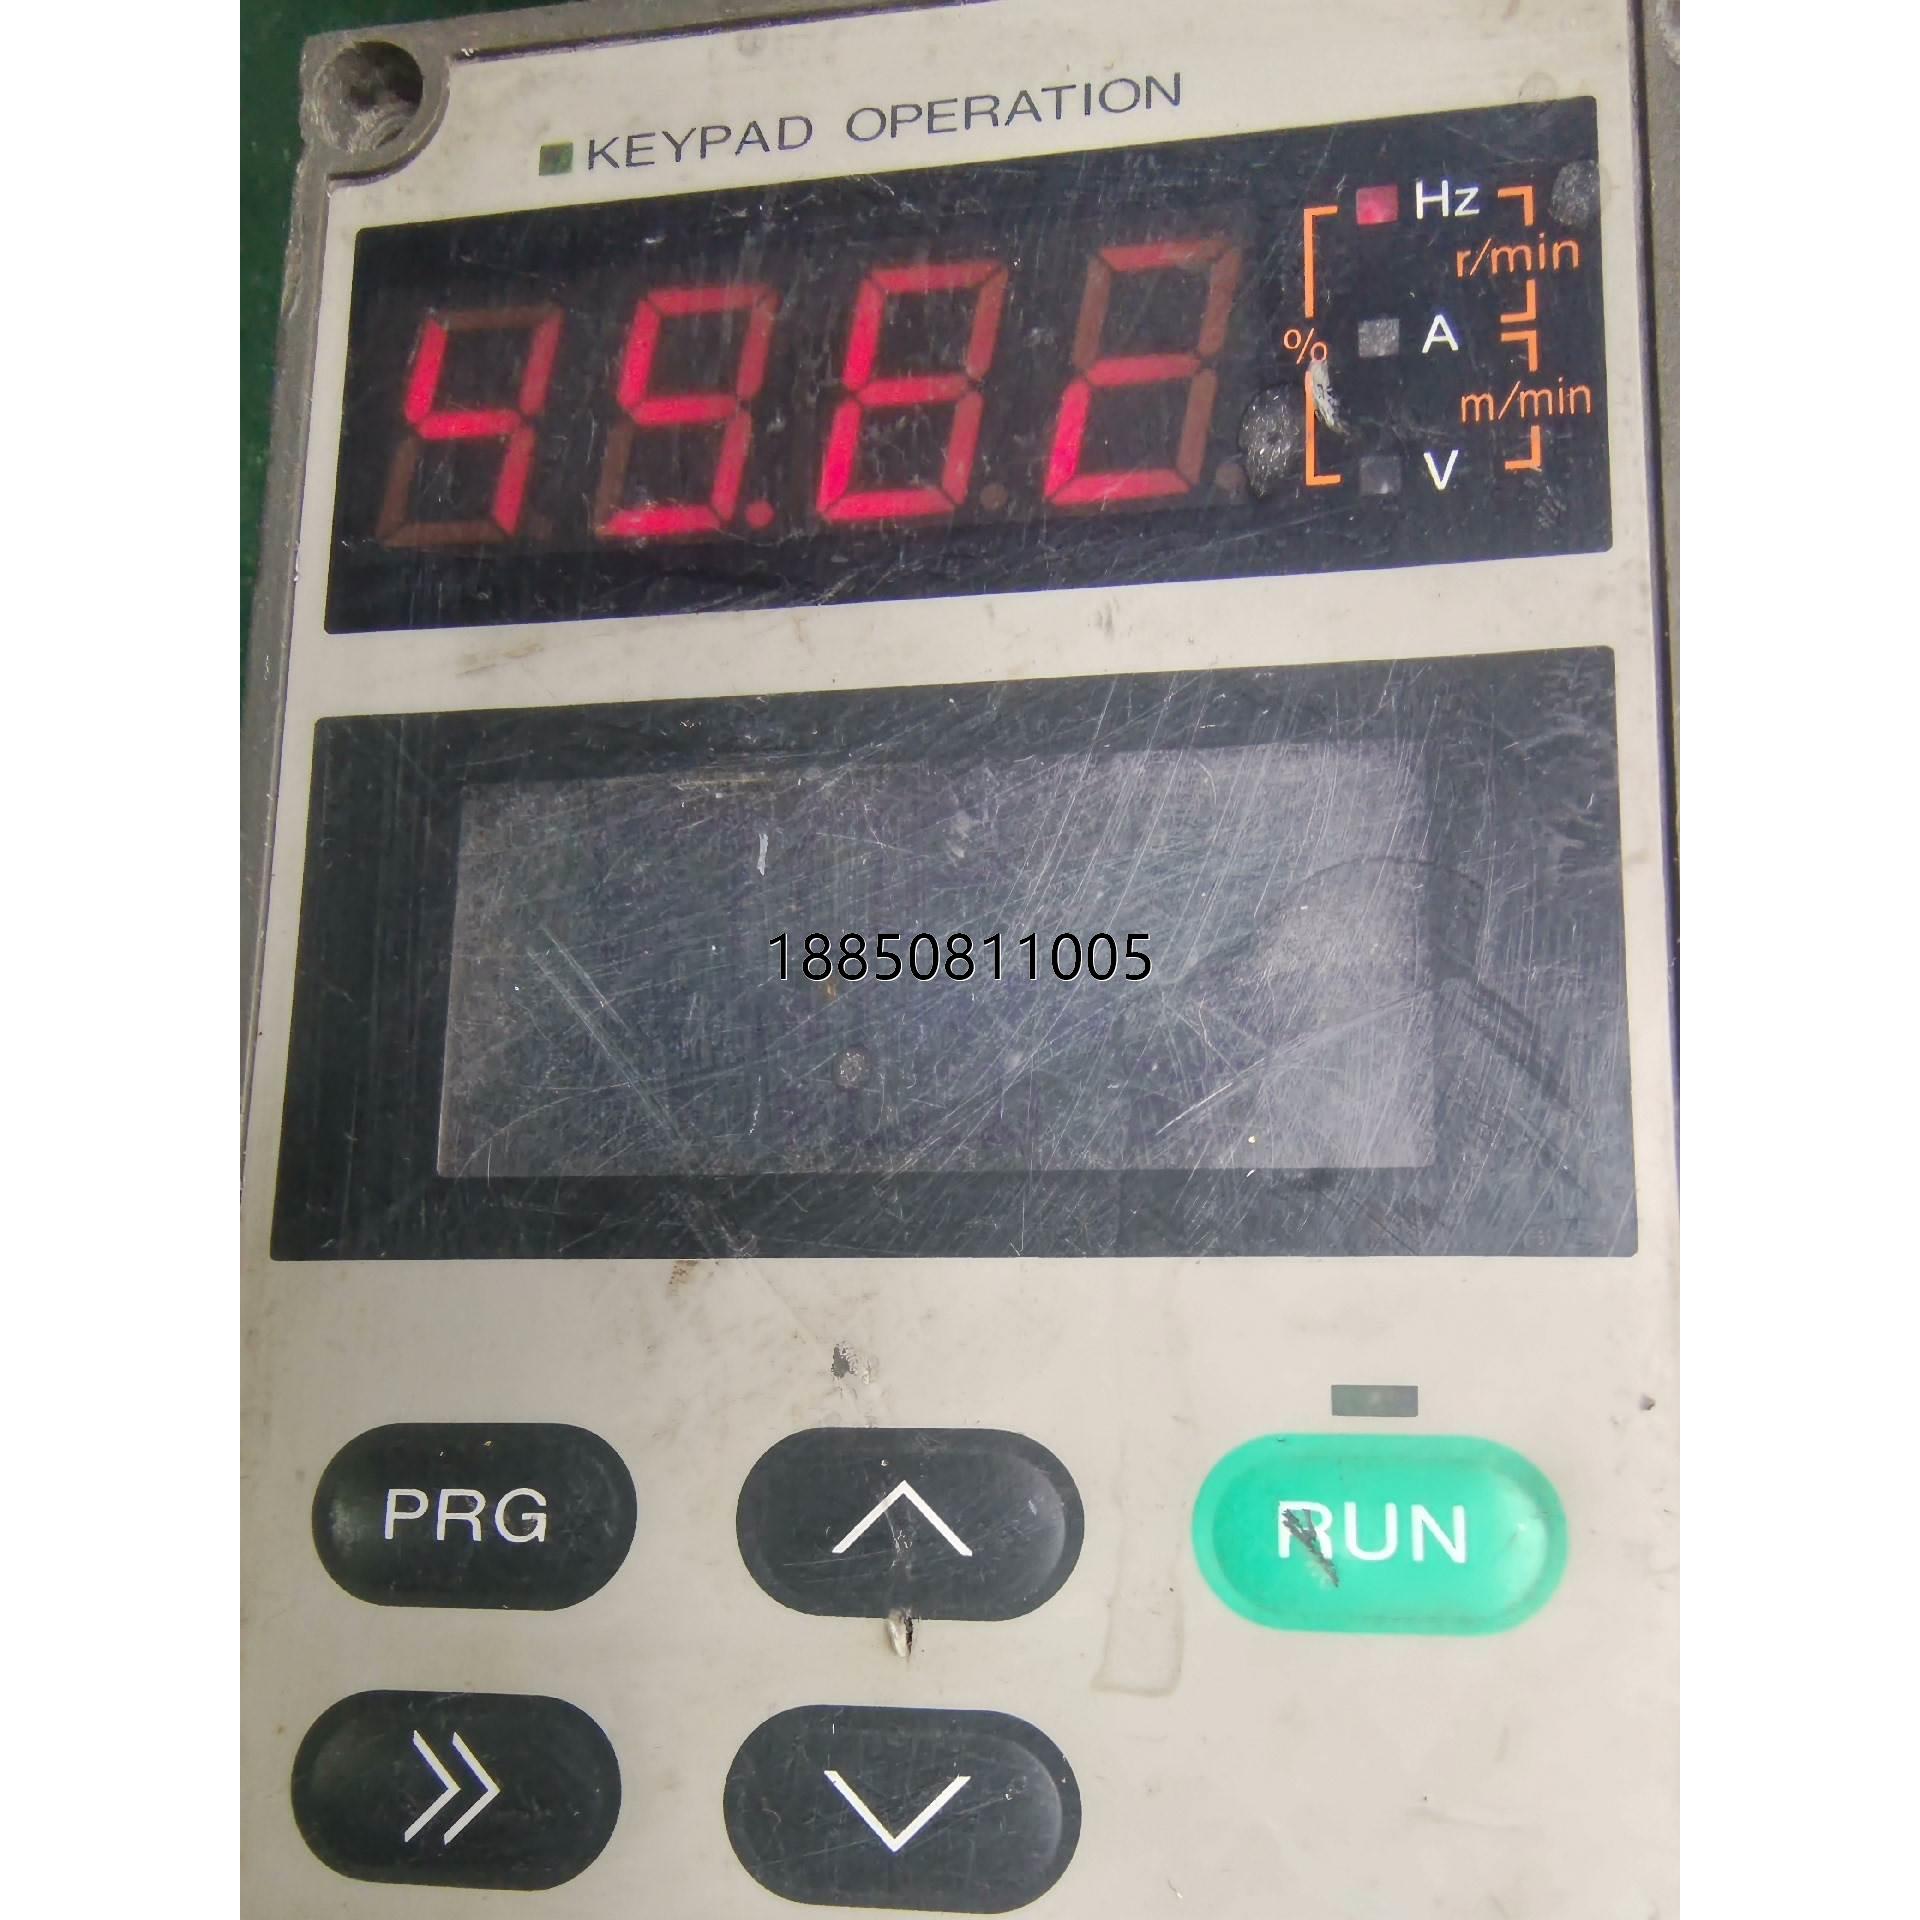 KEYPAD OPERATION
Hz
r/min
% A
m/min
V
18850811005
PRG
RUN